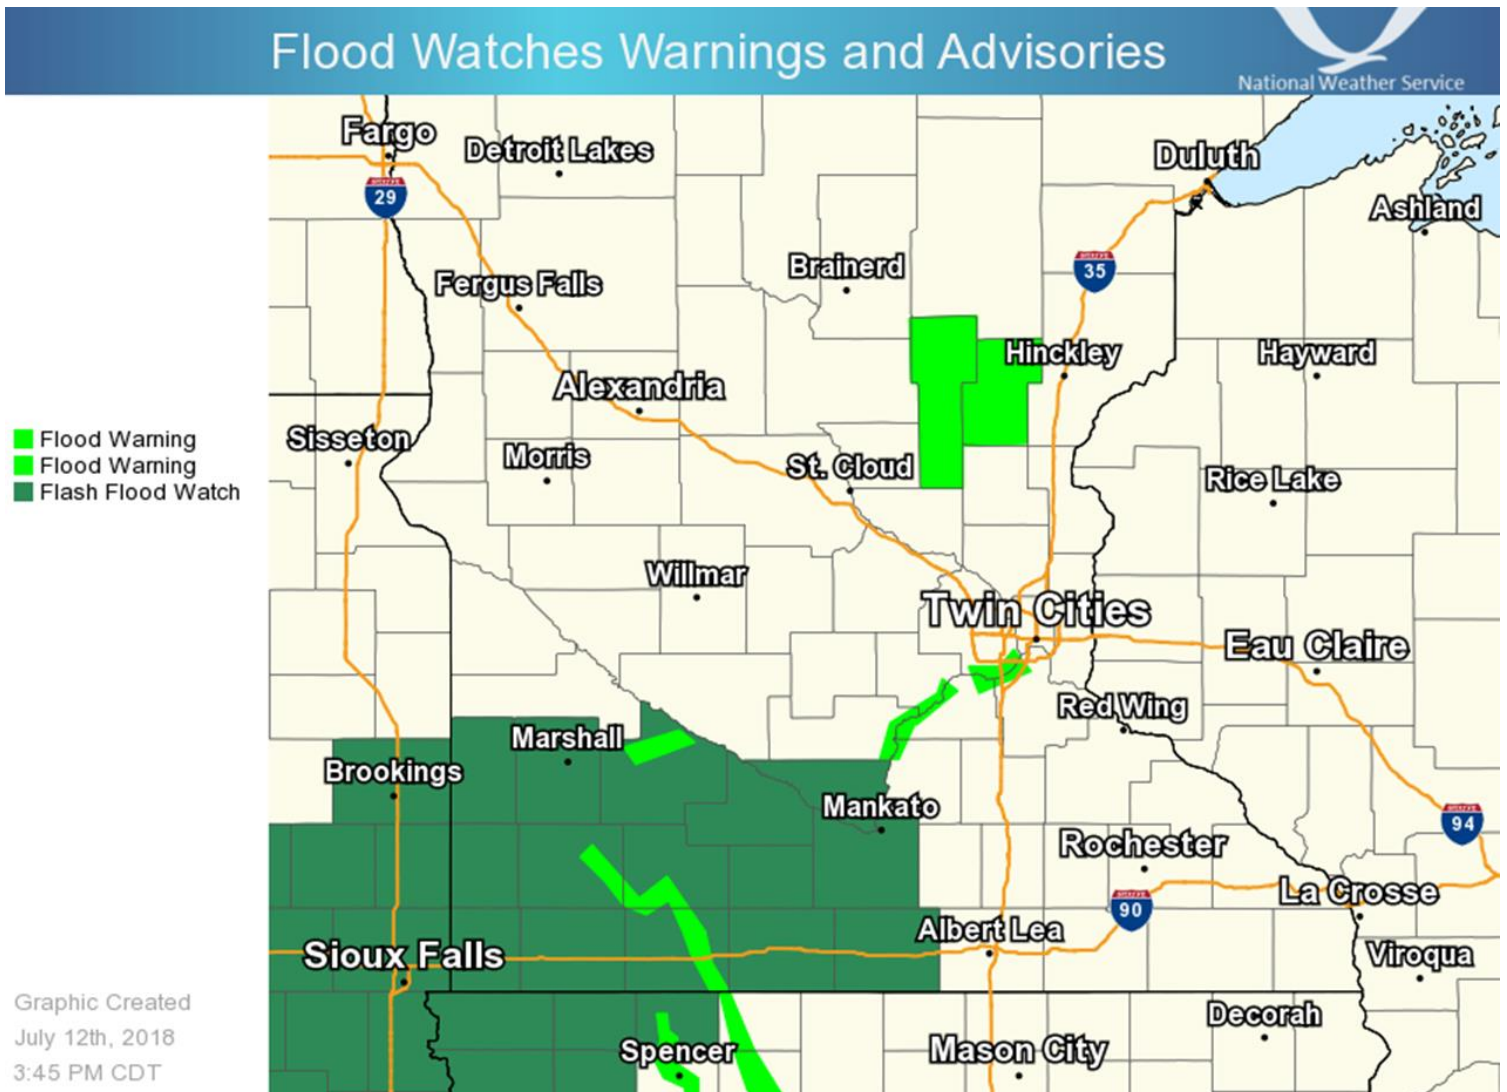 Flood Watches Warnings and Advisories
National Weather Service
Fargo
Detroit Lakes
Duluth
29
Ashland
Brainerd
35
Fergus Falls
Hinckley
Hayward
Alexandria
Flood Warning
Sisseton
Morris
St. Cloud
Flood Warning
Rice Lake
Flash Flood Watch
Willmar
Twin Cities
Eau Claire
Red Wing
Marshall
Brookings
Mankato
94
Rochester
La Crosse
90
Albert Lea
Sioux Falls
Viroqua
Graphic Created
Decorah
July 12th, 2018
Spencer
Mason City
3:45 PM CDT